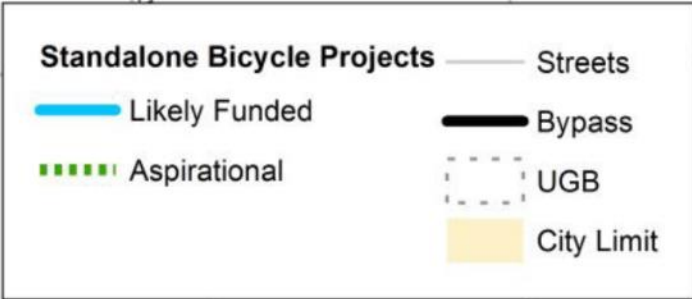 Standalone Bicycle Projects
Likely Funded
Aspirational
Streets
Bypass
UGB
City Limit